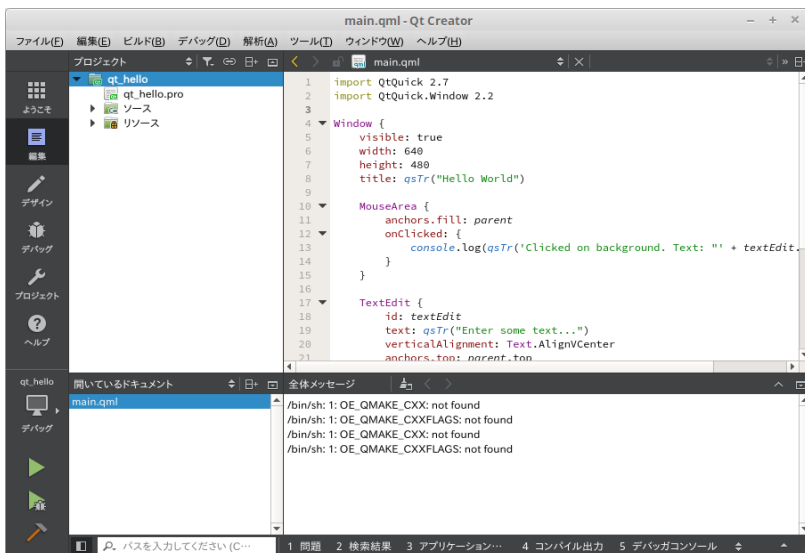 main.qml - Qt Creator
ファイル(F) 編集(E) ビルド(B) デバッグ(D) 解析(A) ツール(T) ウィンドウ(W) ヘルプ(H)
プロジェクト
main.qml
ようこそ
編集
デザイン
デバッグ
プロジェクト
ヘルプ
qt_hello
デバッグ
qt_hello
qt_hello.pro
ソース
リソース
1 import QtQuick 2.7
2 import QtQuick.Window 2.2
3
4 Window {
5 visible: true
6 width: 640
7 height: 480
8 title: qsTr("Hello World")
9
10 MouseArea {
11 anchors.fill: parent
12 onClicked: {
13 console.log(qsTr('Clicked on background. Text: "' + textEdit.
14 }
15 }
16
17 TextEdit {
18 id: textEdit
19 text: qsTr("Enter some text...")
20 verticalAlignment: Text.AlignVCenter
21 anchors.top: parent.top
開いているドキュメント
main.qml
全体メッセージ
/bin/sh: 1: OE_QMAKE_CXX: not found
/bin/sh: 1: OE_QMAKE_CXXFLAGS: not found
/bin/sh: 1: OE_QMAKE_CXX: not found
/bin/sh: 1: OE_QMAKE_CXXFLAGS: not found
パスを入力してください (C…
1 問題 2 検索結果 3 アプリケーション… 4 コンパイル出力 5 デバッガコンソール